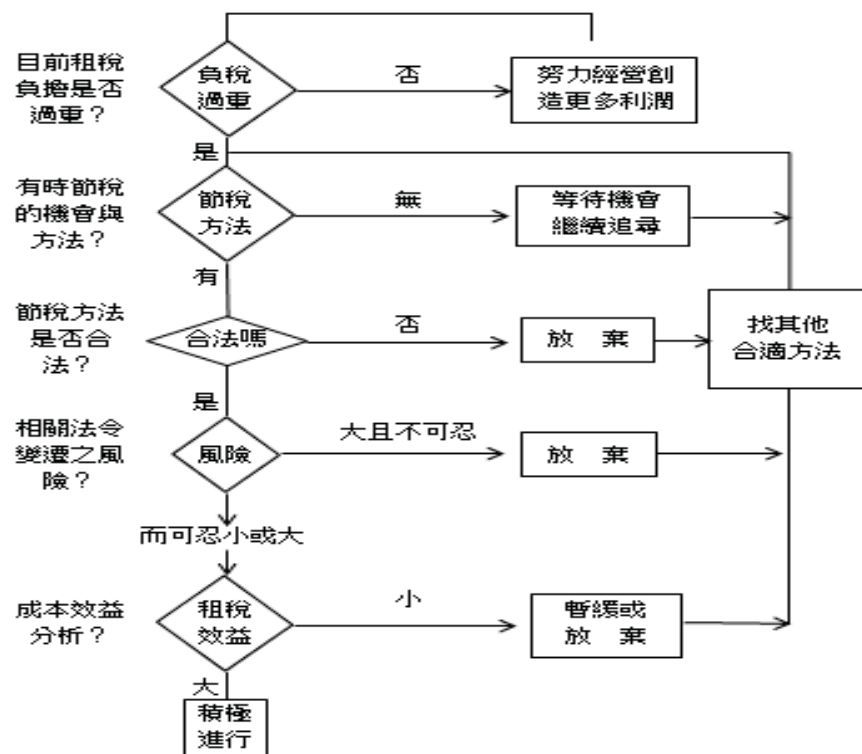 目前租稅
負擔是否
過重？
負稅
過重
否
努力經營創
造更多利潤
是
有時節稅
的機會與
方法？
節稅
方法
無
等待機會
繼續追尋
有
節稅方法
是否合
法？
合法嗎
否
放 棄
找其他
合適方法
是
相關法令
變遷之風
險？
風險
大且不可忍
放 棄
而可忍小或大
成本效益
分析？
租稅
效益
小
暫緩或
放 棄
大
積極
進行